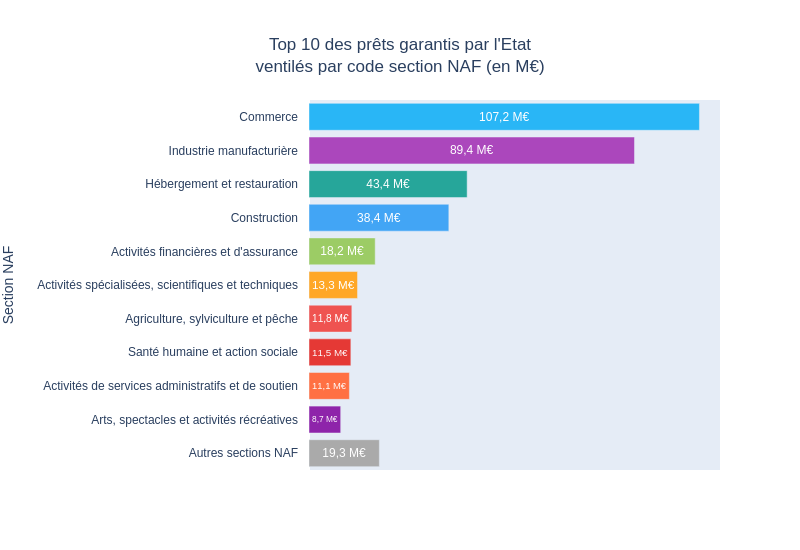 Top 10 des prêts garantis par l'Etat
ventilés par code section NAF (en M€)
Section NAF
Commerce 107,2 M€
Industrie manufacturière 89,4 M€
Hébergement et restauration 43,4 M€
Construction 38,4 M€
Activités financières et d'assurance 18,2 M€
Activités spécialisées, scientifiques et techniques 13,3 M€
Agriculture, sylviculture et pêche 11,8 M€
Santé humaine et action sociale 11,5 M€
Activités de services administratifs et de soutien 11,1 M€
Arts, spectacles et activités récréatives 8,7 M€
Autres sections NAF 19,3 M€